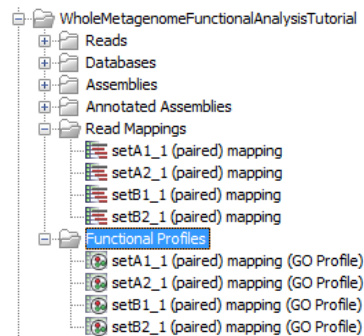 WholeMetagenomeFunctionalAnalysisTutorial
Reads
Databases
Assemblies
Annotated Assemblies
Read Mappings
setA1_1 (paired) mapping
setA2_1 (paired) mapping
setB1_1 (paired) mapping
setB2_1 (paired) mapping
Functional Profiles
setA1_1 (paired) mapping (GO Profile)
setA2_1 (paired) mapping (GO Profile)
setB1_1 (paired) mapping (GO Profile)
setB2_1 (paired) mapping (GO Profile)